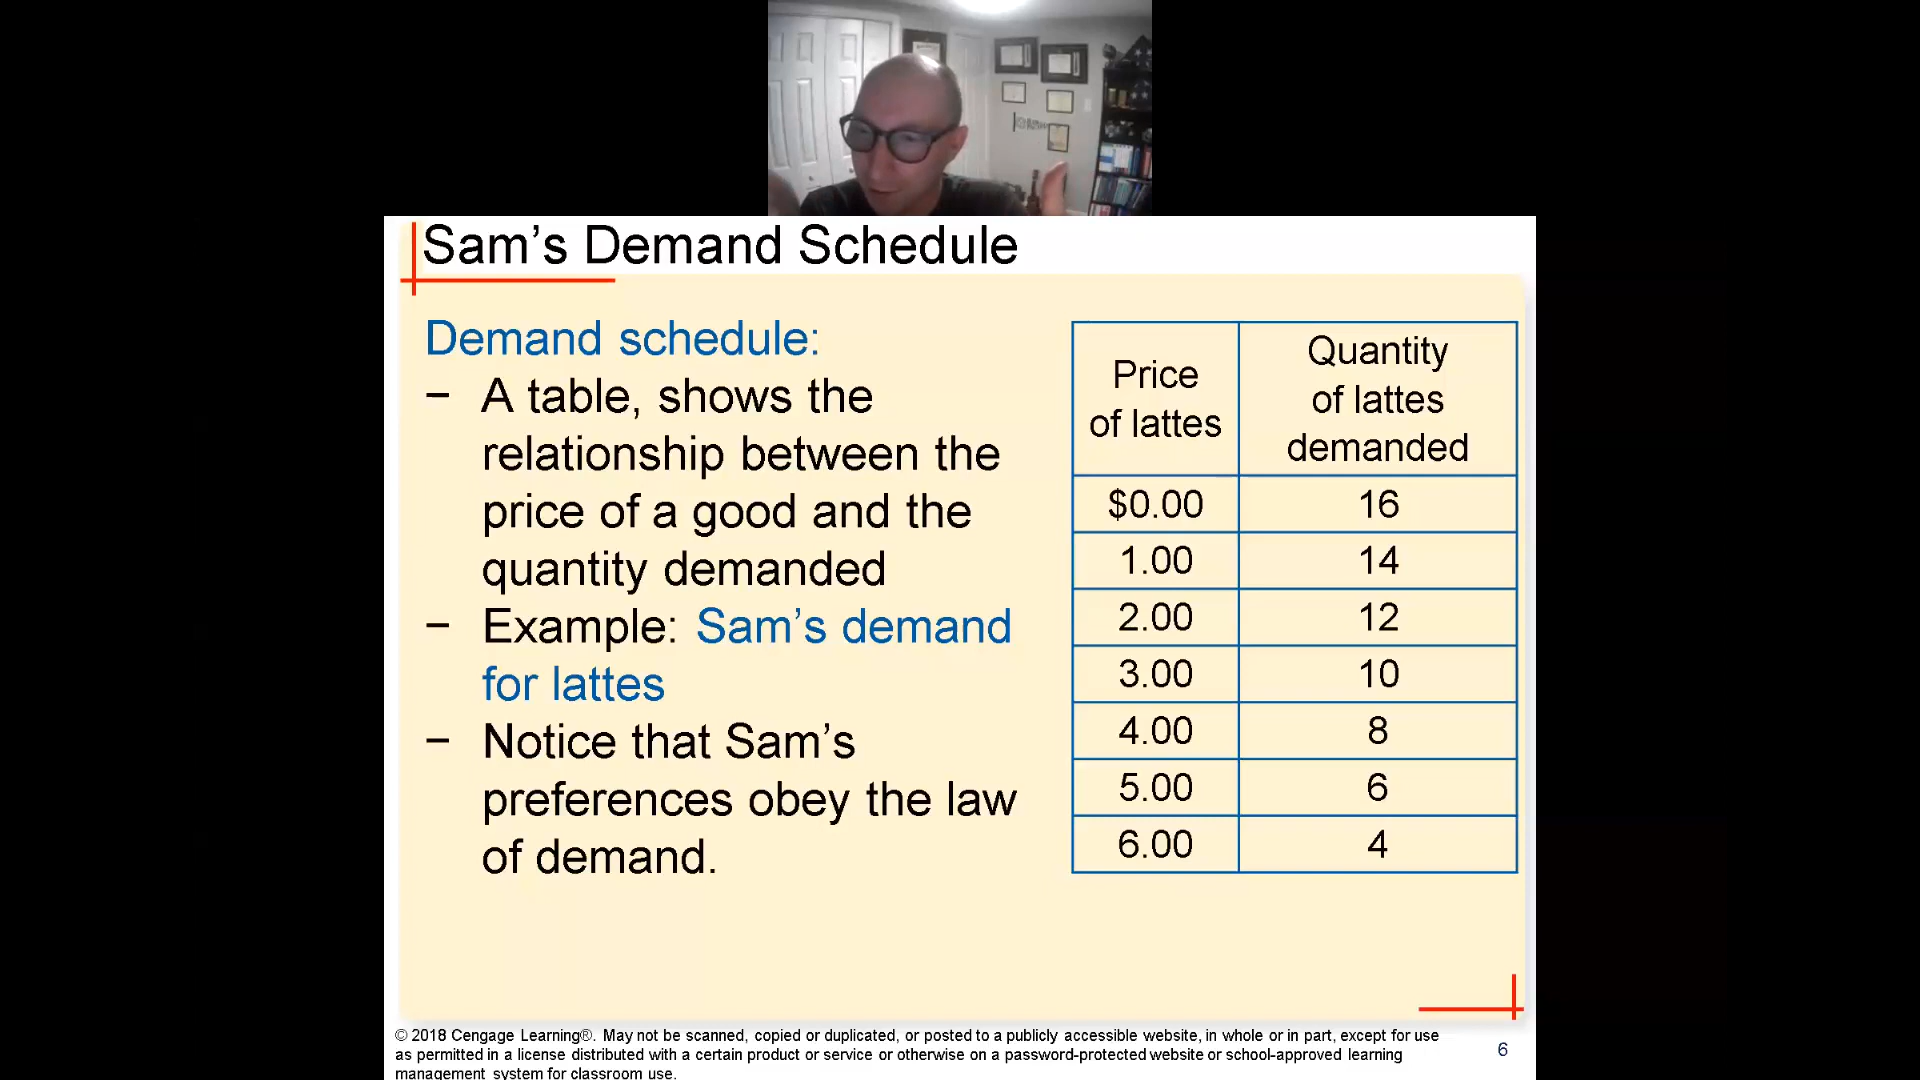 Sam’s Demand Schedule
Demand schedule:
− A table, shows the
relationship between the
price of a good and the
quantity demanded
− Example: Sam’s demand
for lattes
− Notice that Sam’s
preferences obey the law
of demand.
Price
of lattes
Quantity
of lattes
demanded
$0.00 16
1.00 14
2.00 12
3.00 10
4.00 8
5.00 6
6.00 4
© 2018 Cengage Learning®. May not be scanned, copied or duplicated, or posted to a publicly accessible website, in whole or in part, except for use
as permitted in a license distributed with a certain product or service or otherwise on a password-protected website or school-approved learning
management system for classroom use.
6